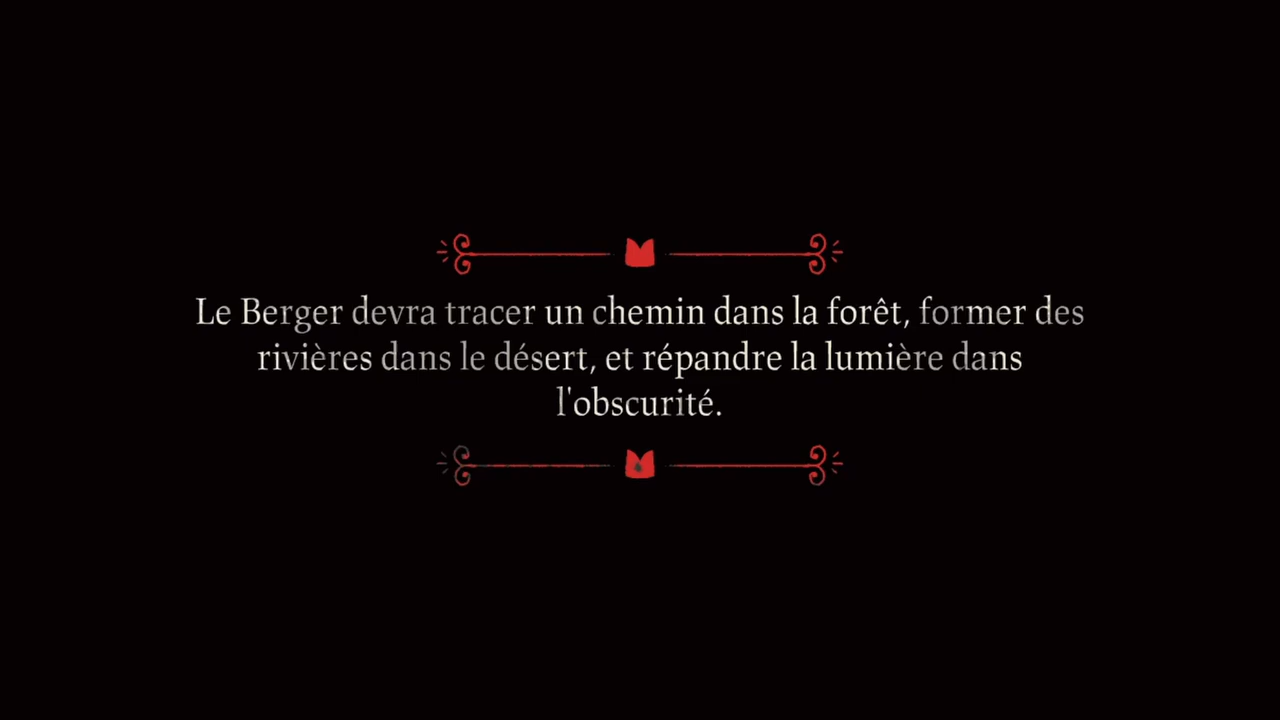 Le Berger devra tracer un chemin dans la forêt, former des
rivières dans le désert, et répandre la lumière dans
l'obscurité.